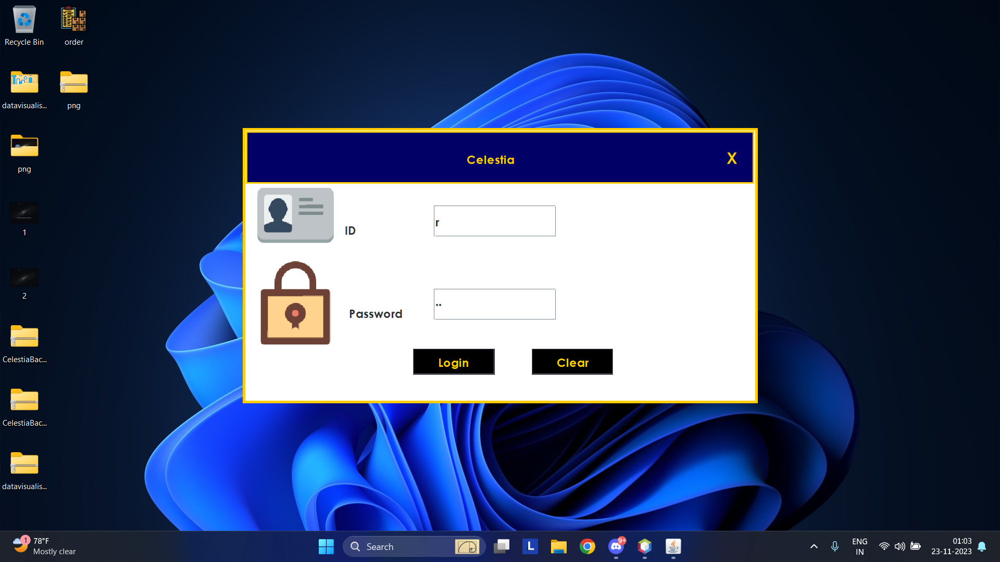 Recycle Bin
order
datavisualis...
png
png
1
2
CelestiaBac...
CelestiaBac...
datavisualis...
Celestia
X
ID
r
Password
..
Login
Clear
1
78°F
Mostly clear
Search
L
9+
ENG
IN
01:03
23-11-2023